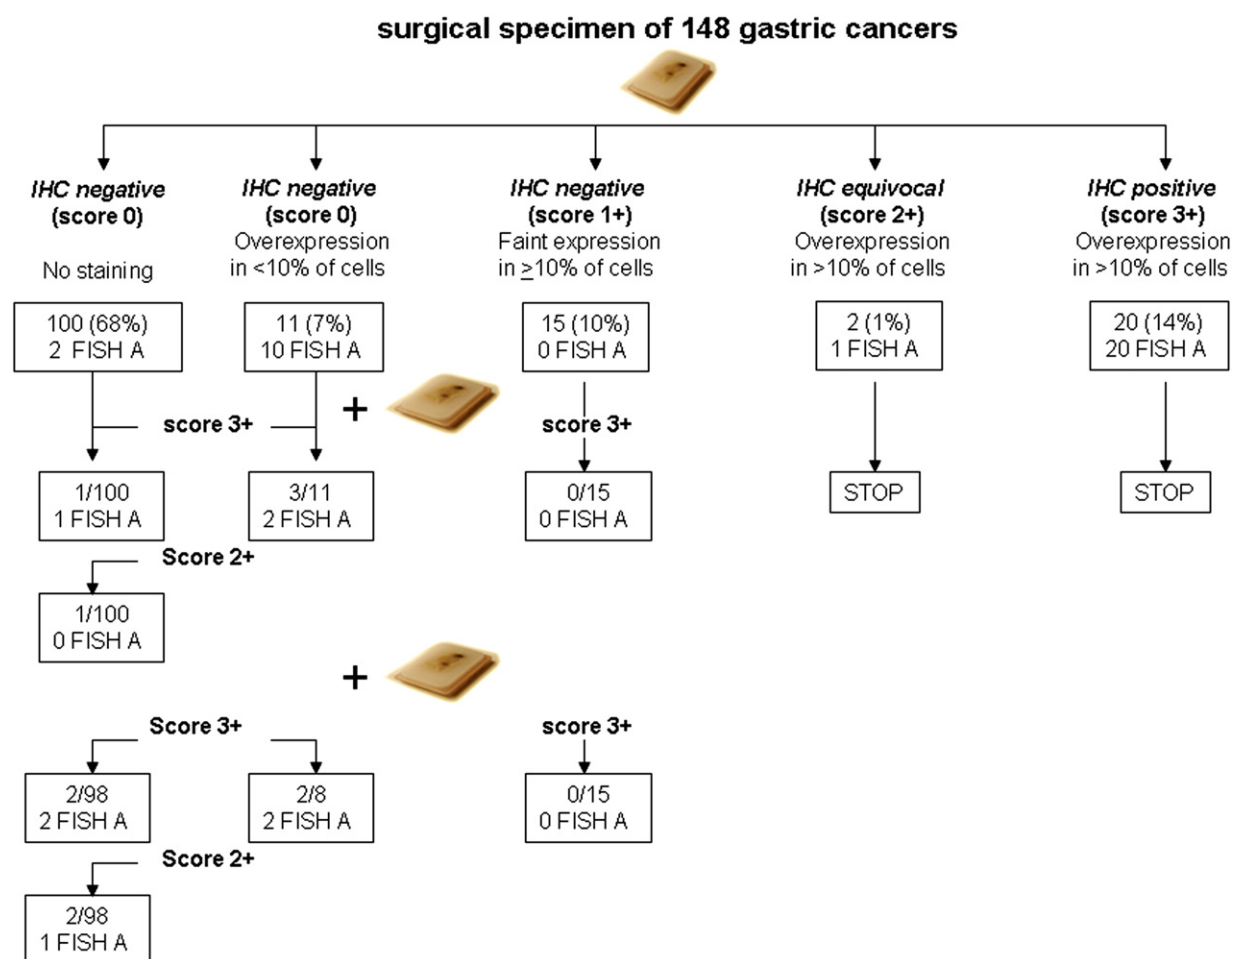 surgical specimen of 148 gastric cancers
IHC negative
(score 0)
No staining
IHC negative
(score 0)
Overexpression
in <10% of cells
IHC negative
(score 1+)
Faint expression
in ≥10% of cells
IHC equivocal
(score 2+)
Overexpression
in >10% of cells
IHC positive
(score 3+)
Overexpression
in >10% of cells
100 (68%)
2 FISH A
11 (7%)
10 FISH A
15 (10%)
0 FISH A
2 (1%)
1 FISH A
20 (14%)
20 FISH A
score 3+
+
score 3+
1/100
1 FISH A
3/11
2 FISH A
0/15
0 FISH A
STOP
STOP
Score 2+
1/100
0 FISH A
+
Score 3+
score 3+
2/98
2 FISH A
2/8
2 FISH A
0/15
0 FISH A
Score 2+
2/98
1 FISH A